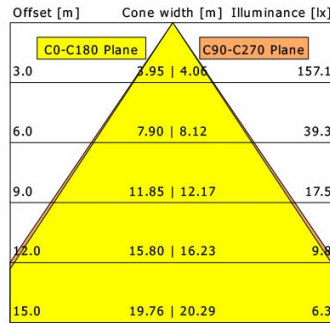 Offset [m] Cone width [m] Illuminance [lx]
C0-C180 Plane C90-C270 Plane
3.0 3.95 | 4.06 157.1
6.0 7.90 | 8.12 39.3
9.0 11.85 | 12.17 17.5
12.0 15.80 | 16.23 9.8
15.0 19.76 | 20.29 6.3